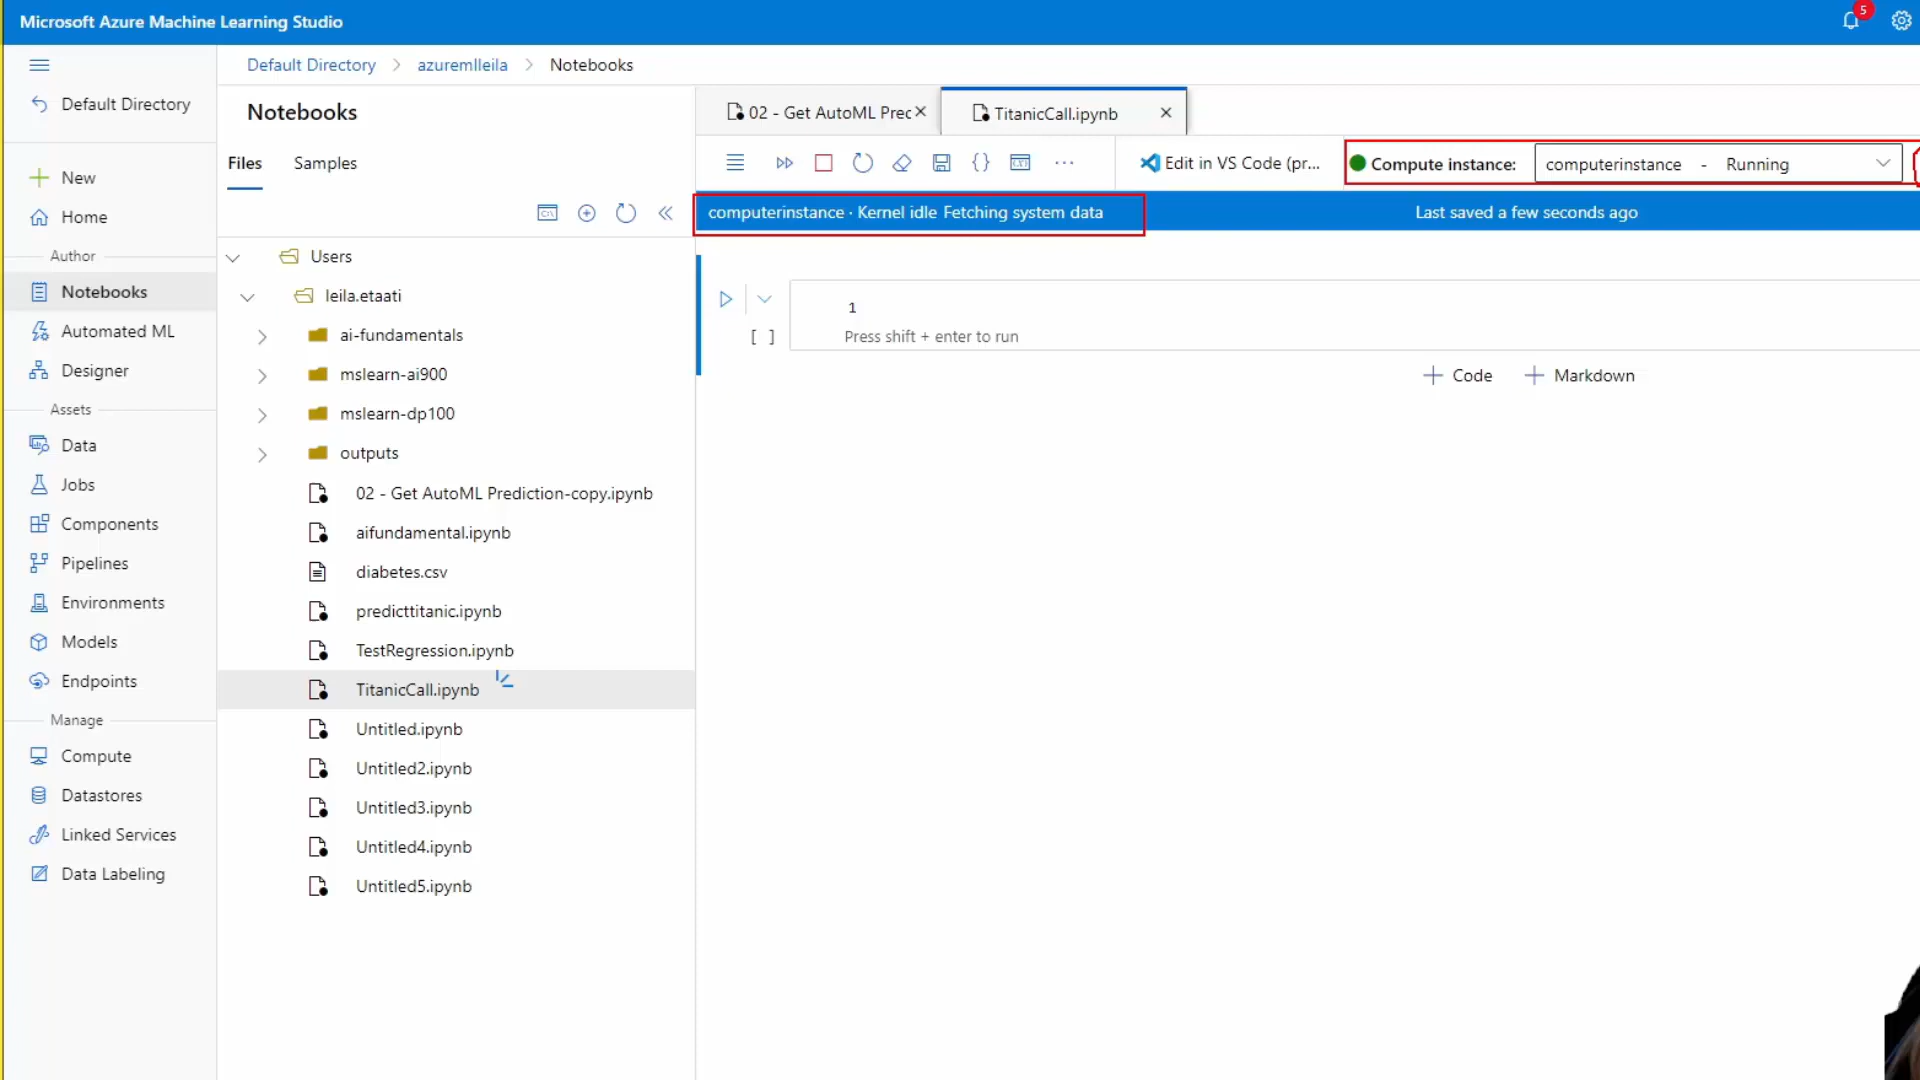 Microsoft Azure Machine Learning Studio
5
Default Directory
New
Home
Author
Notebooks
Automated ML
Designer
Assets
Data
Jobs
Components
Pipelines
Environments
Models
Endpoints
Manage
Compute
Datastores
Linked Services
Data Labeling
Default Directory > azuremlleila > Notebooks
Notebooks
Files Samples
Users
leila.etaati
ai-fundamentals
mslearn-ai900
mslearn-dp100
outputs
02 - Get AutoML Prediction-copy.ipynb
aifundamental.ipynb
diabetes.csv
predicttitanic.ipynb
TestRegression.ipynb
TitanicCall.ipynb
Untitled.ipynb
Untitled2.ipynb
Untitled3.ipynb
Untitled4.ipynb
Untitled5.ipynb
02 - Get AutoML Prec TitanicCall.ipynb
Edit in VS Code (pr... Compute instance: computerinstance - Running
computerinstance · Kernel idle Fetching system data Last saved a few seconds ago
1
[ ] Press shift + enter to run
+ Code + Markdown